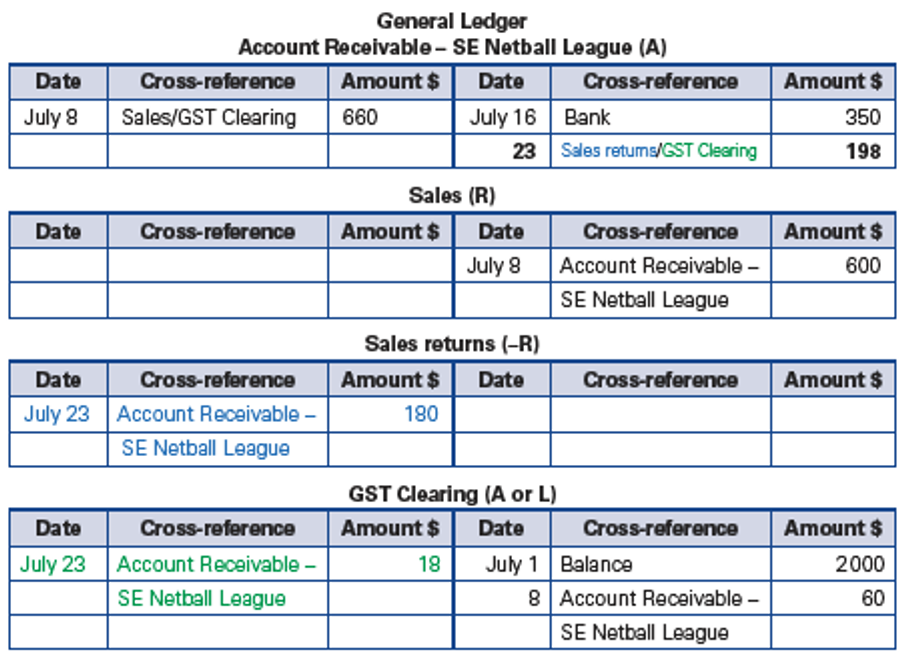 General Ledger
Account Receivable – SE Netball League (A)
Date Cross-reference Amount $ Date Cross-reference Amount $
July 8 Sales/GST Clearing 660 July 16 Bank 350
23 Sales returns/GST Clearing 198
Sales (R)
Date Cross-reference Amount $ Date Cross-reference Amount $
July 8 Account Receivable – 600
SE Netball League
Sales returns (–R)
Date Cross-reference Amount $ Date Cross-reference Amount $
July 23 Account Receivable – 180
SE Netball League
GST Clearing (A or L)
Date Cross-reference Amount $ Date Cross-reference Amount $
July 23 Account Receivable – 18 July 1 Balance 2000
SE Netball League 8 Account Receivable – 60
SE Netball League